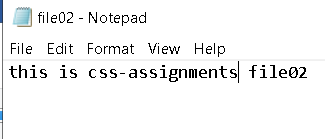 file02 - Notepad
File Edit Format View Help
this is css-assignments file02